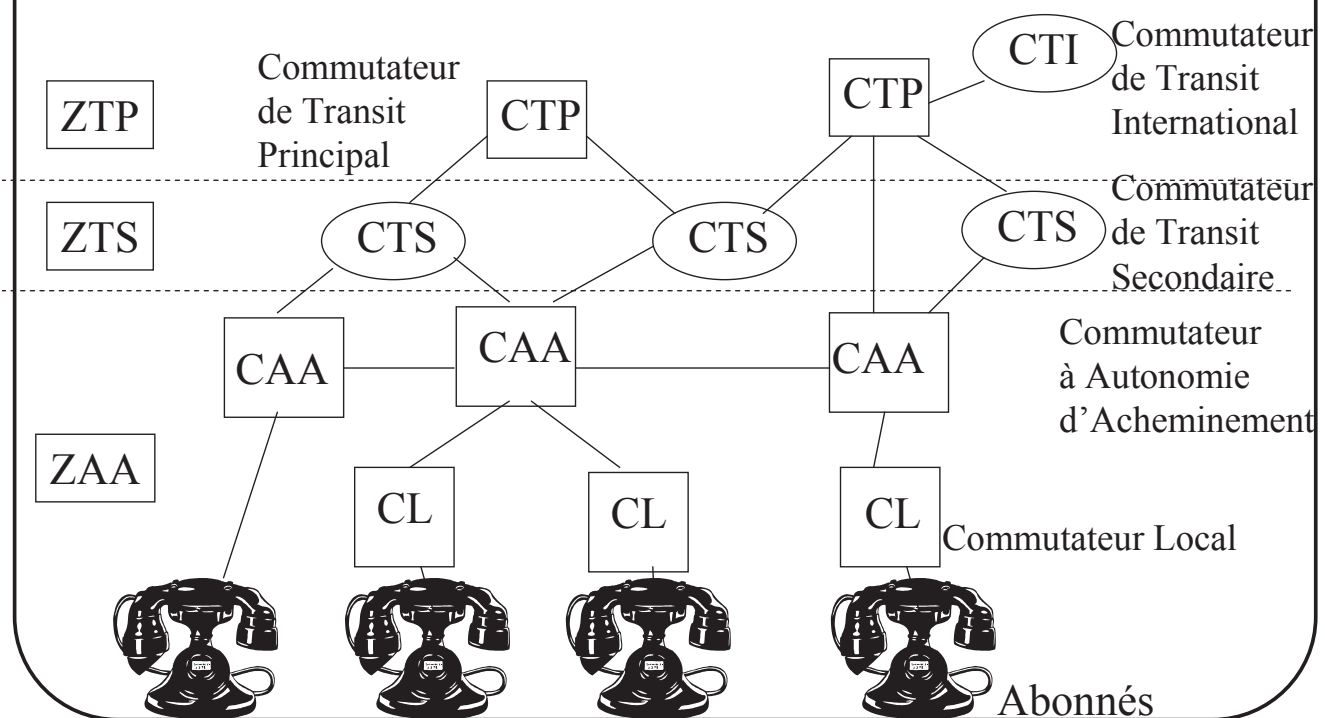 CTI
Commutateur
de Transit
International
Commutateur
de Transit
Principal
ZTP
CTP
CTP
Commutateur
de Transit
Secondaire
ZTS
CTS
CTS
CTS
CAA
CAA
CAA
Commutateur
à Autonomie
d'Acheminement
ZAA
CL
CL
CL
Commutateur Local
Abonnés